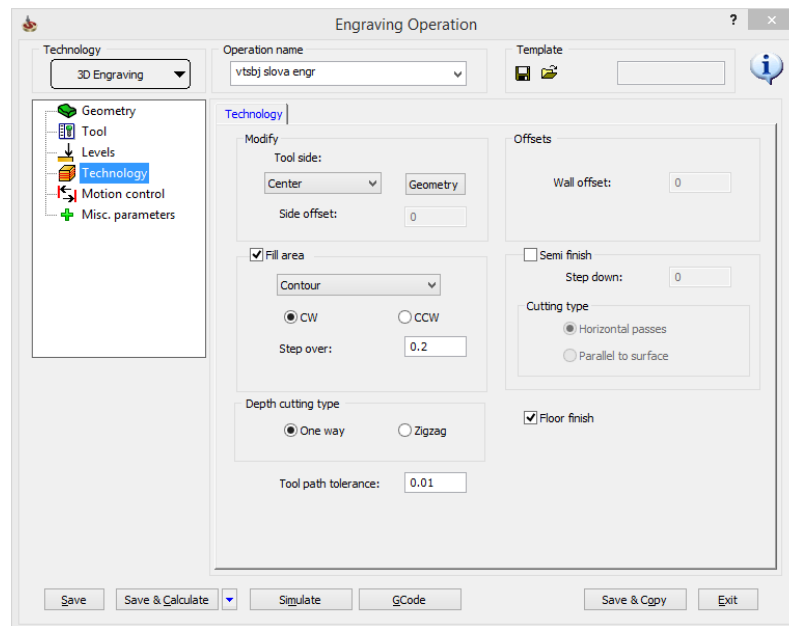 Engraving Operation
?
×
Technology
Operation name
Template
3D Engraving
vtsbj slova engr
i
Geometry
Tool
Levels
Technology
Motion control
Misc. parameters
Technology
Modify
Tool side:
Center
Geometry
Side offset:
0
Offsets
Wall offset:
0
Fill area
Contour
CW
CCW
Step over:
0.2
Semi finish
Step down:
0
Cutting type
Horizontal passes
Parallel to surface
Depth cutting type
One way
Zigzag
Floor finish
Tool path tolerance:
0.01
Save
Save & Calculate
Simulate
GCode
Save & Copy
Exit